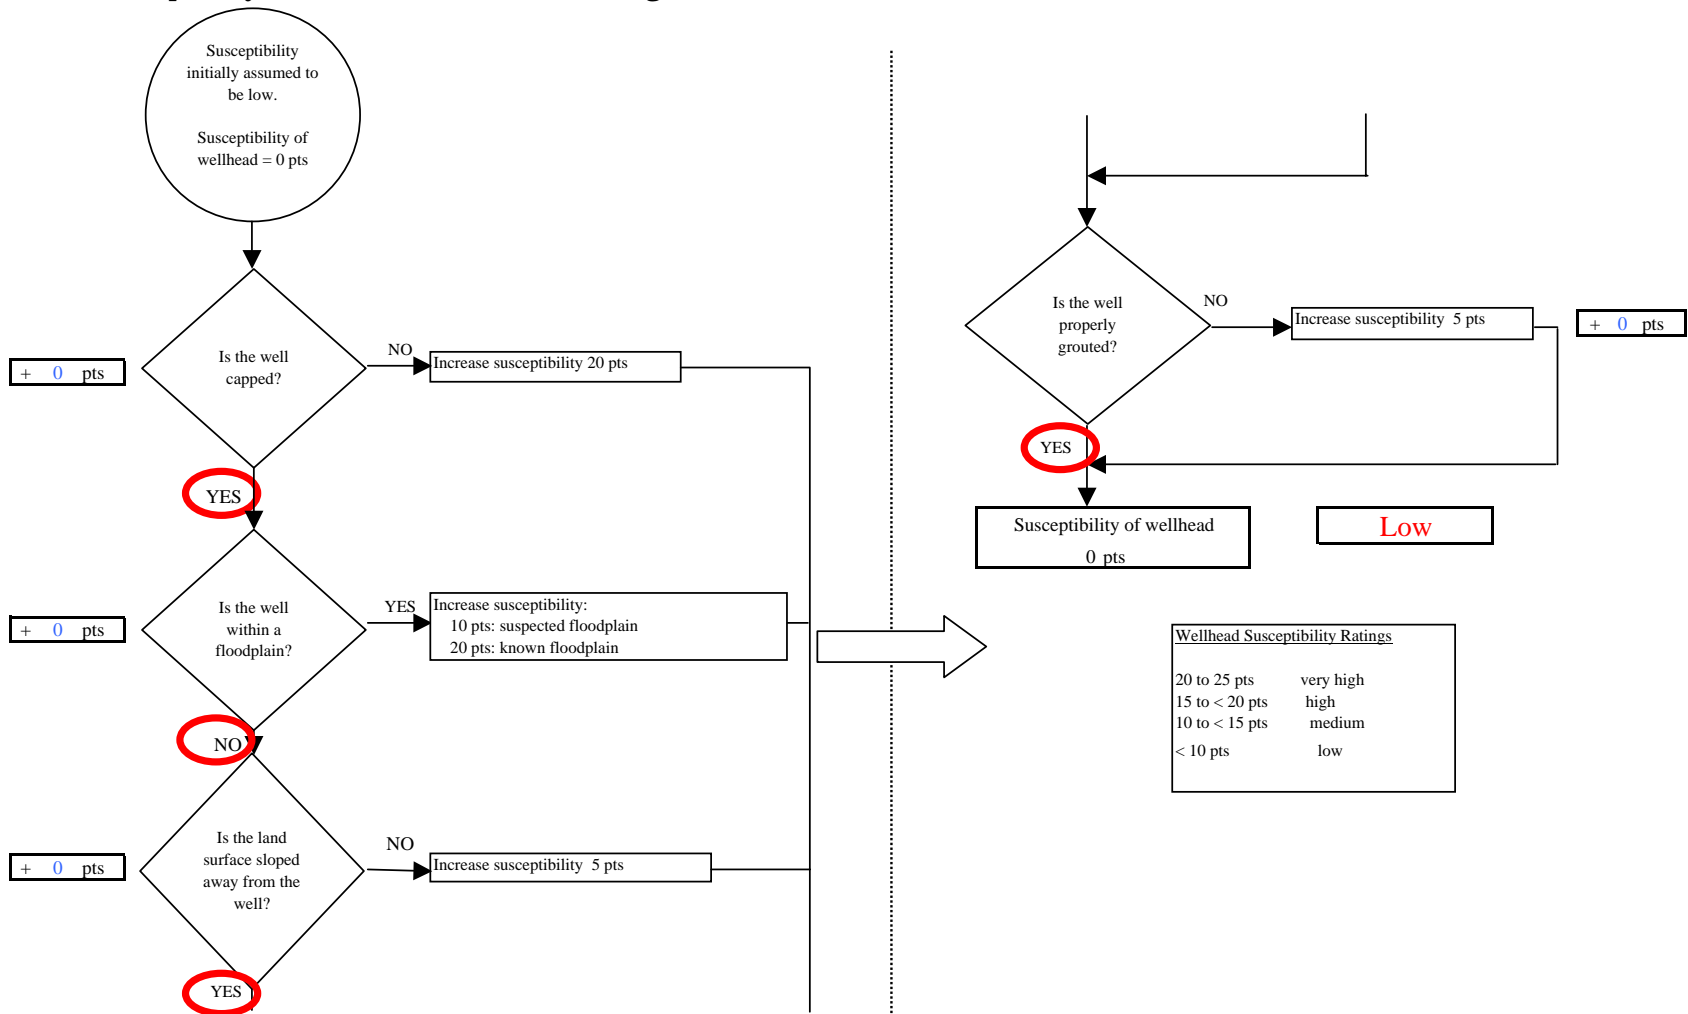 Susceptibility
initially assumed to
be low.
Susceptibility of
wellhead = 0 pts
Is the well
capped?
NO
Increase susceptibility 20 pts
+ 0 pts
YES
Is the well
within a
floodplain?
YES
Increase susceptibility:
10 pts: suspected floodplain
20 pts: known floodplain
+ 0 pts
NO
Is the land
surface sloped
away from the
well?
NO
Increase susceptibility 5 pts
+ 0 pts
YES
Is the well
properly
grouted?
NO
Increase susceptibility 5 pts
+ 0 pts
YES
Susceptibility of wellhead
0 pts
Low
Wellhead Susceptibility Ratings
20 to 25 pts very high
15 to < 20 pts high
10 to < 15 pts medium
< 10 pts low